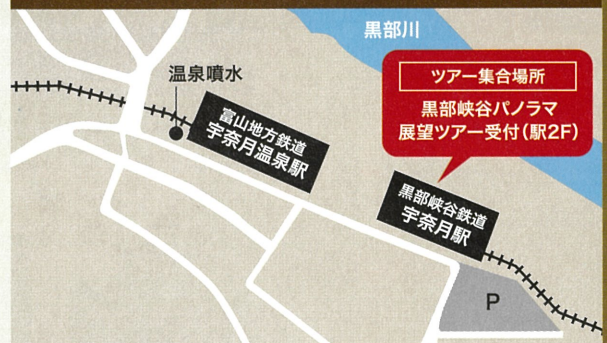 黒部川
ツアー集合場所
黒部峡谷パノラマ
展望ツアー受付(駅2F)
温泉噴水
富山地方鉄道
宇奈月温泉駅
黒部峡谷鉄道
宇奈月駅
P